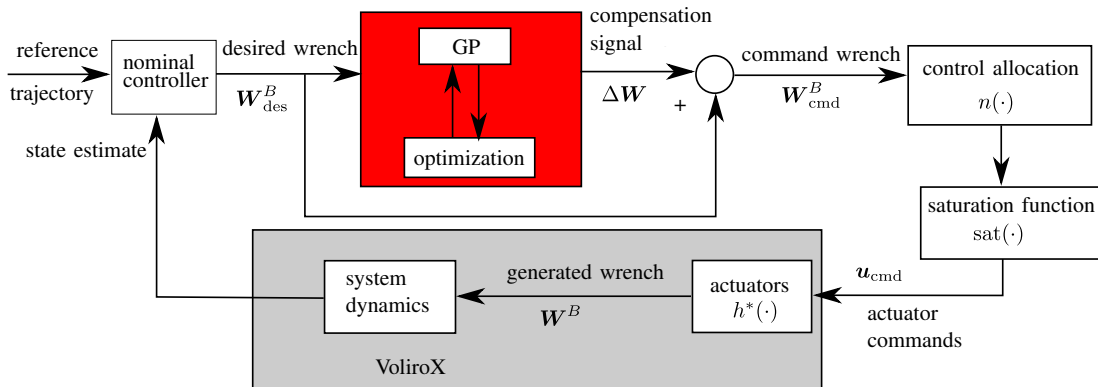 reference
trajectory
nominal
controller
desired wrench
W^B_des
GP
optimization
compensation
signal
ΔW
+
command wrench
W^B_cmd
control allocation
n(·)
saturation function
sat(·)
u_cmd
actuator
commands
actuators
h*(·)
generated wrench
W^B
system
dynamics
VoliroX
state estimate